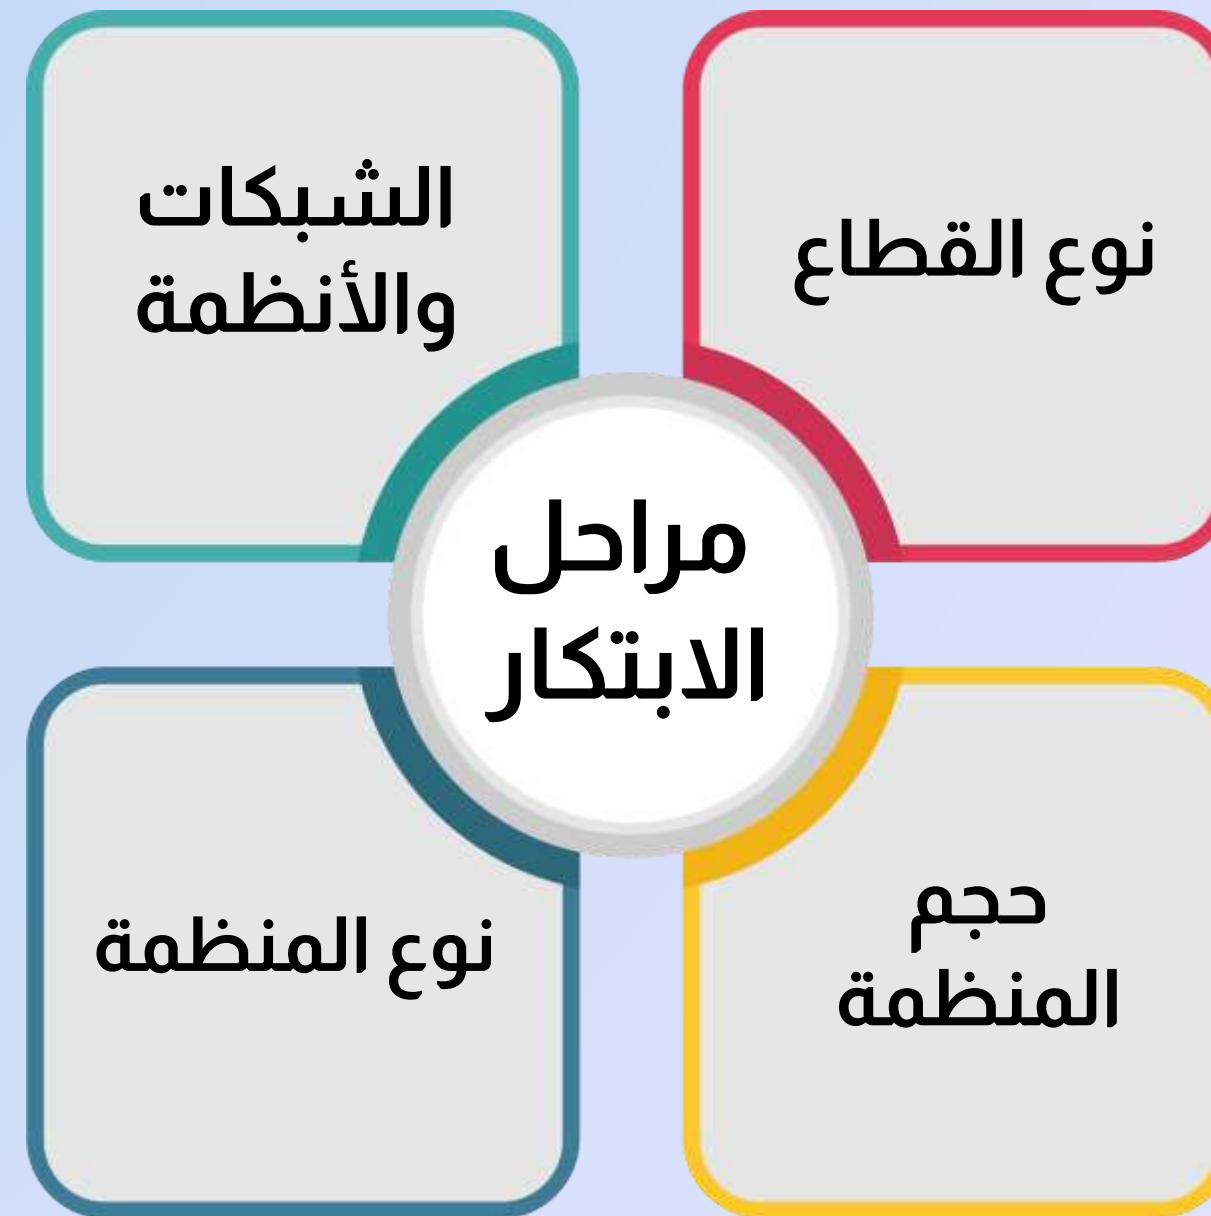 نوع القطاع
الشبكات
والأنظمة
مراحل
الابتكار
حجم
المنظمة
نوع المنظمة